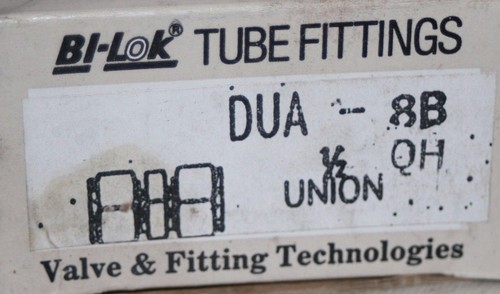 BI-LOK® TUBE FITTINGS
DUA - 8B
½ QH
UNION
Valve & Fitting Technologies